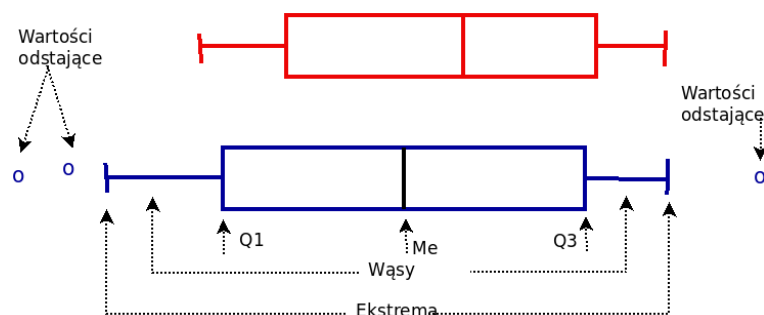 Wartości
odstające
Wartości
odstające
o
o
o
Q1
Me
Q3
Wąsy
Ekstrema